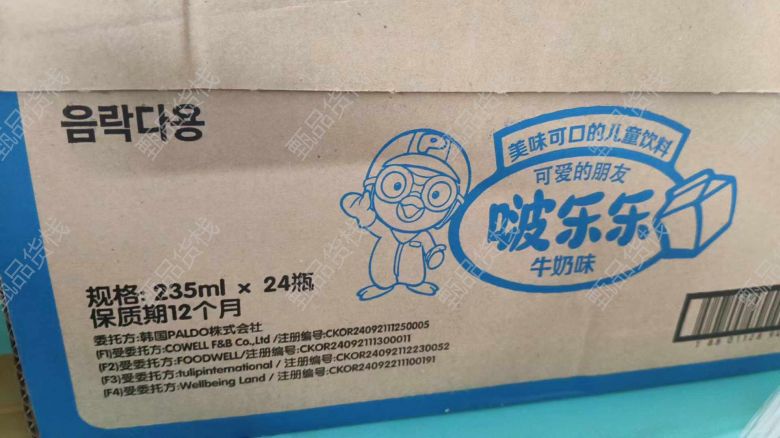 음락다용
美味可口的儿童饮料
可爱的朋友
啵乐乐
牛奶味
规格: 235ml × 24瓶
保质期12个月
委托方:韩国PALDO株式会社
(F1)受委托方:COWELL F&B Co.,Ltd /注册编号:CKOR24092111250005
(F2)受委托方:FOODWELL/注册编号:CKOR24092111300011
(F3)受委托方:tulipinternational / 注册编号:CKOR24092112230052
(F4)受委托方:Wellbeing Land / 注册编号:CKOR24092211100191
甄品货栈